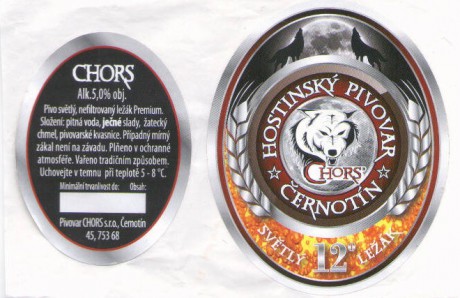 CHORS
Alk.5,0% obj.
Pivo světlý, nefiltrovaný ležák Premium.
Složení: pitná voda, ječné slady, žatecký
chmel, pivovarské kvasnice. Případný mírný
zákal není na závadu. Plněno v ochranné
atmosféře. Vařeno tradičním způsobem.
Uchovejte v temnu při teplotě 5 - 8 °C.
Minimální trvanlivost do: Obsah:
Pivovar CHORS s.r.o., Černotín
45, 753 68
HOSTINSKÝ PIVOVAR
CHORS
ČERNOTÍN
SVĚTLÝ 12° LEŽÁK